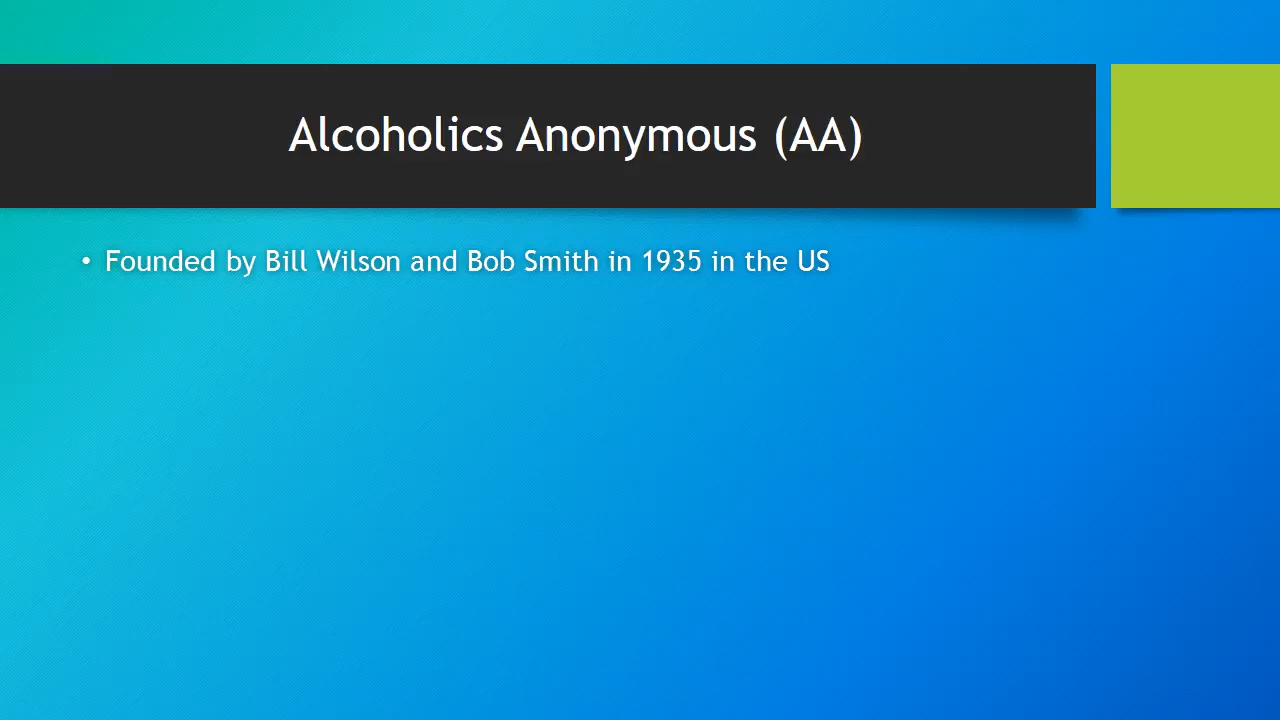 Alcoholics Anonymous (AA)
• Founded by Bill Wilson and Bob Smith in 1935 in the US